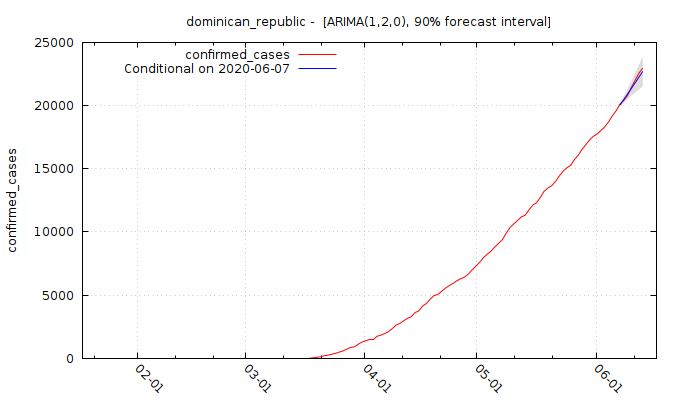 dominican_republic -  [ARIMA(1,2,0), 90% forecast interval]
confirmed_cases
Conditional on 2020-06-07
confirmed_cases
25000
20000
15000
10000
5000
0
02-01
03-01
04-01
05-01
06-01